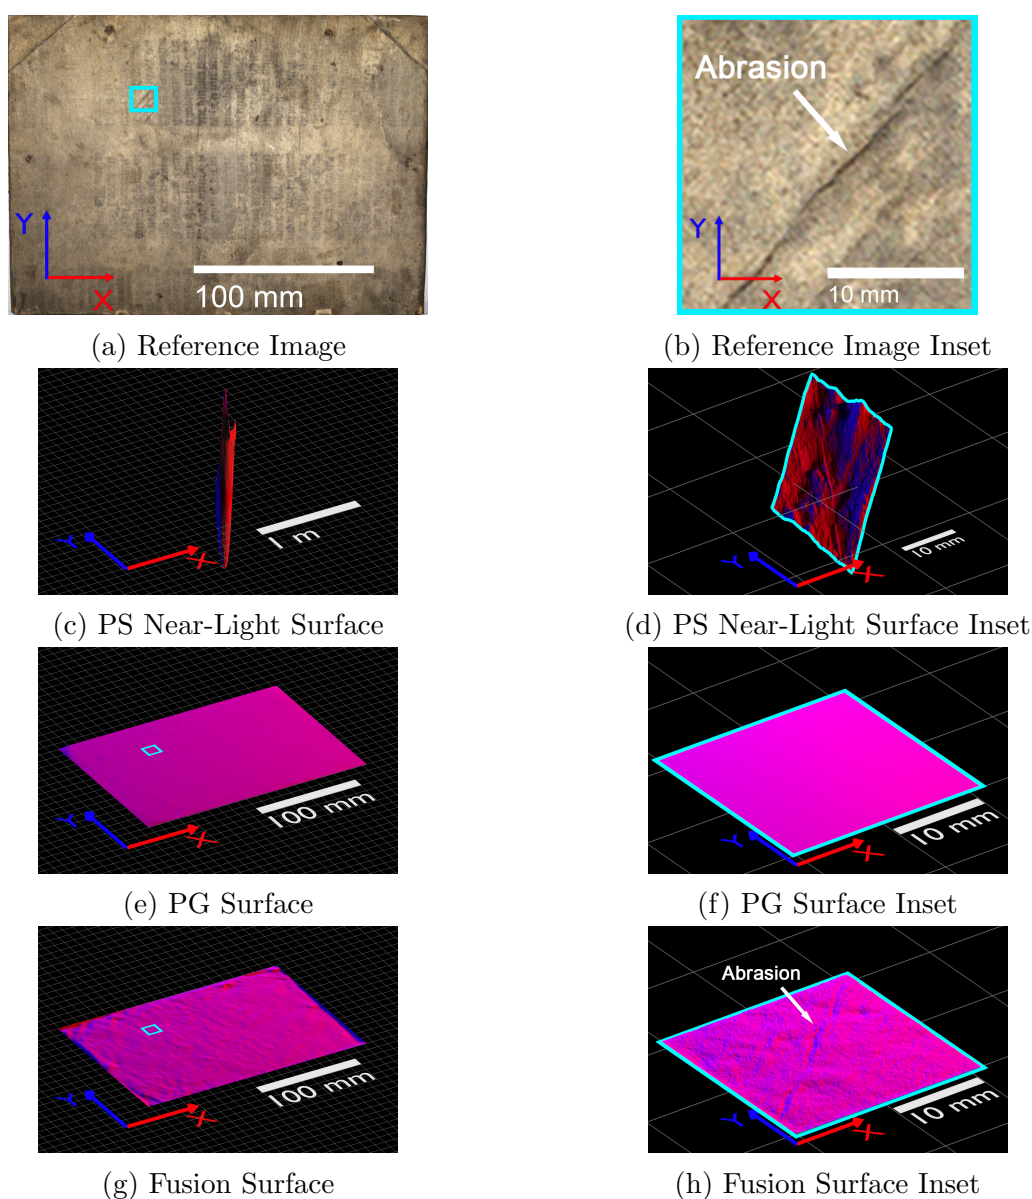 Y
X
100 mm
Abrasion
Y
X
10 mm
(a) Reference Image
(b) Reference Image Inset
Y
X
1 m
Y
X
10 mm
(c) PS Near-Light Surface
(d) PS Near-Light Surface Inset
Y
X
100 mm
Y
X
10 mm
(e) PG Surface
(f) PG Surface Inset
Y
X
100 mm
Abrasion
Y
X
10 mm
(g) Fusion Surface
(h) Fusion Surface Inset